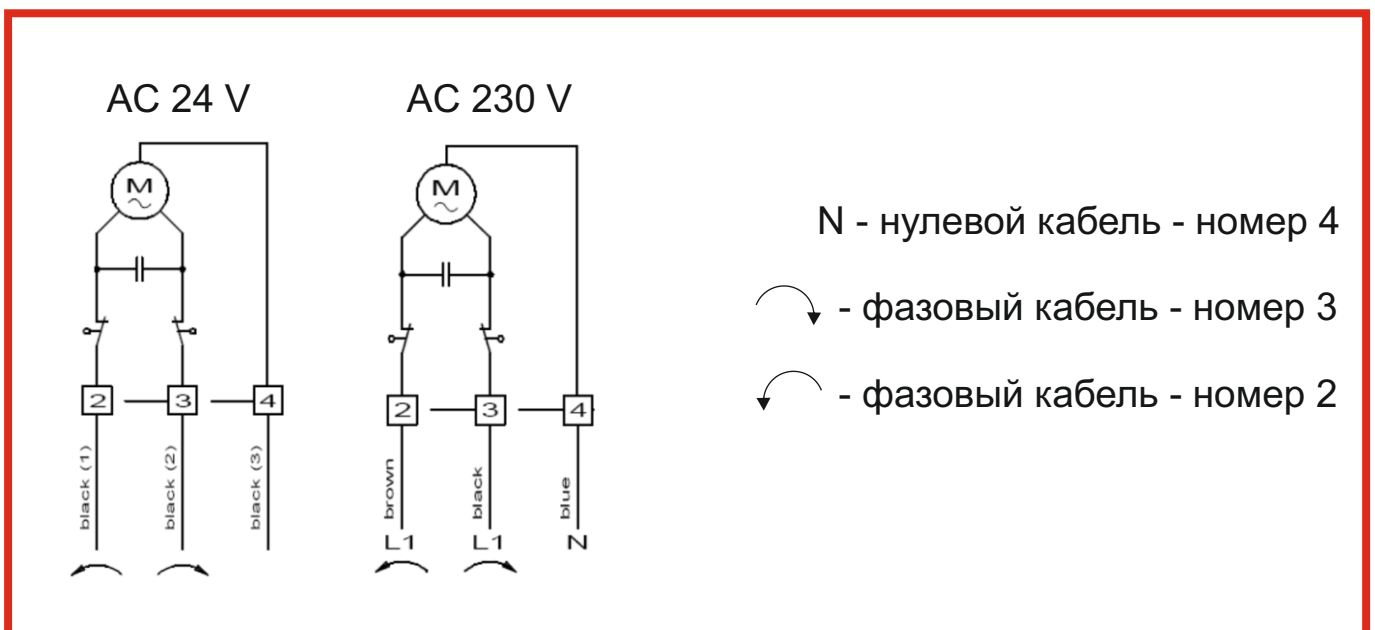 AC 24 V
M
2
3
4
black (1)
black (2)
black (3)
AC 230 V
M
2
3
4
brown
black
blue
L1
L1
N
N - нулевой кабель - номер 4
- фазовый кабель - номер 3
- фазовый кабель - номер 2